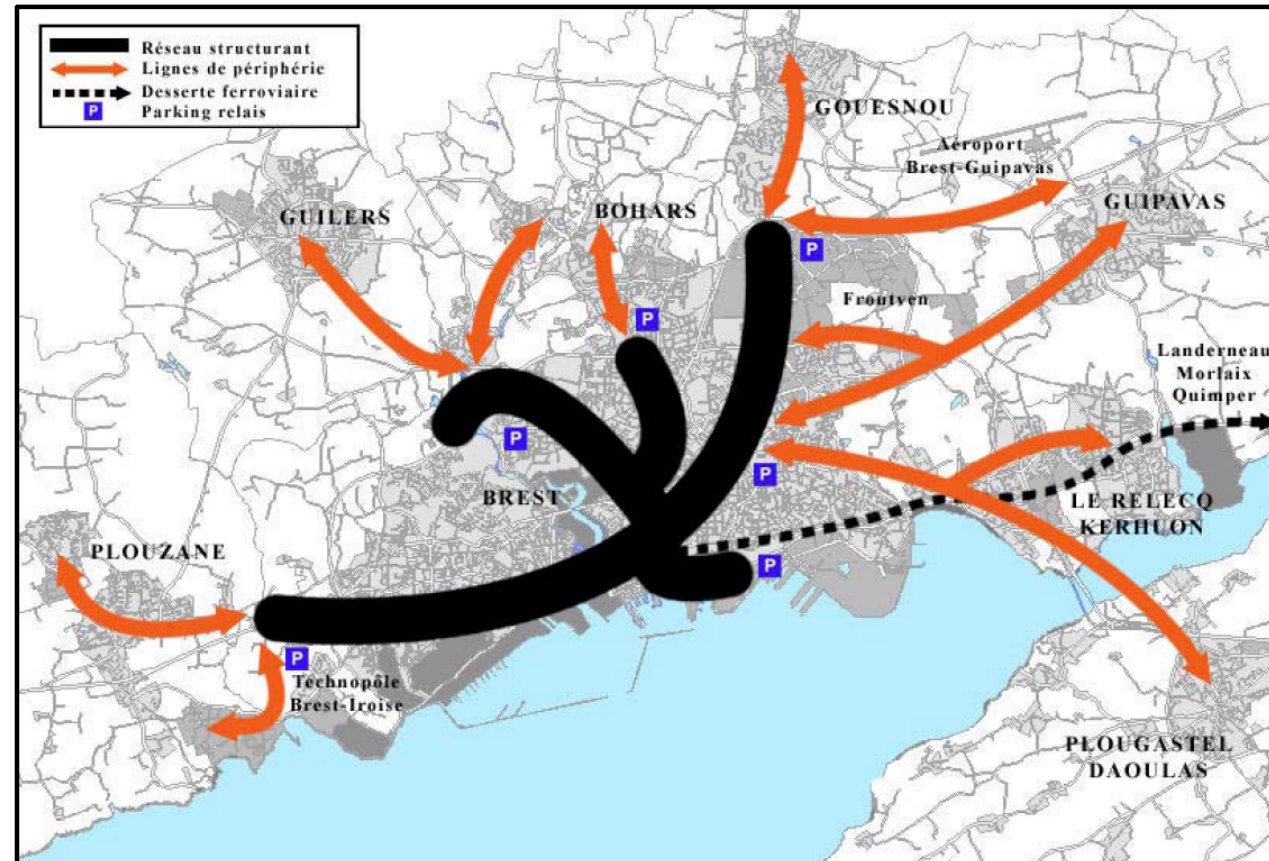 Réseau structurant
Lignes de périphérie
Desserte ferroviaire
P Parking relais
GOUESNOU
Aéroport
Brest-Guipavas
GUILERS
BOHARS
GUIPAVAS
P
Froutven
P
Landerneau
Morlaix
Quimper
P
P
BREST
LE RELECQ
KERHUON
PLOUZANE
P
P
Technopôle
Brest-Iroise
PLOUGASTEL
DAOULAS